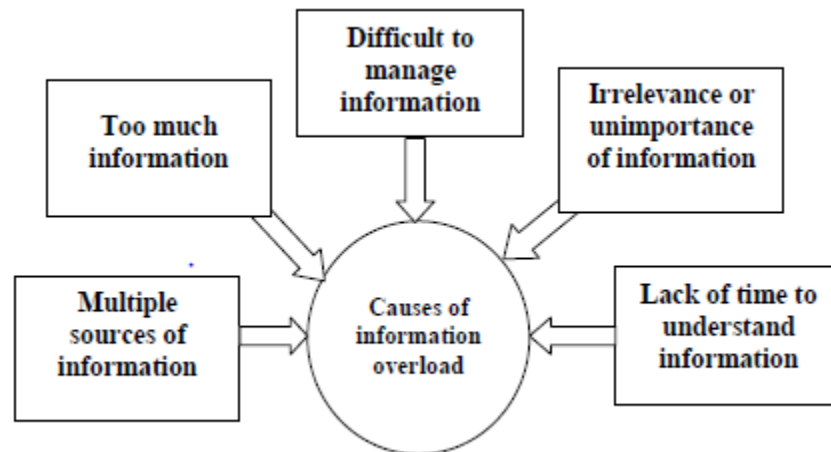 Difficult to
manage
information
Too much
information
Irrelevance or
unimportance
of information
Multiple
sources of
information
Causes of
information
overload
Lack of time to
understand
information